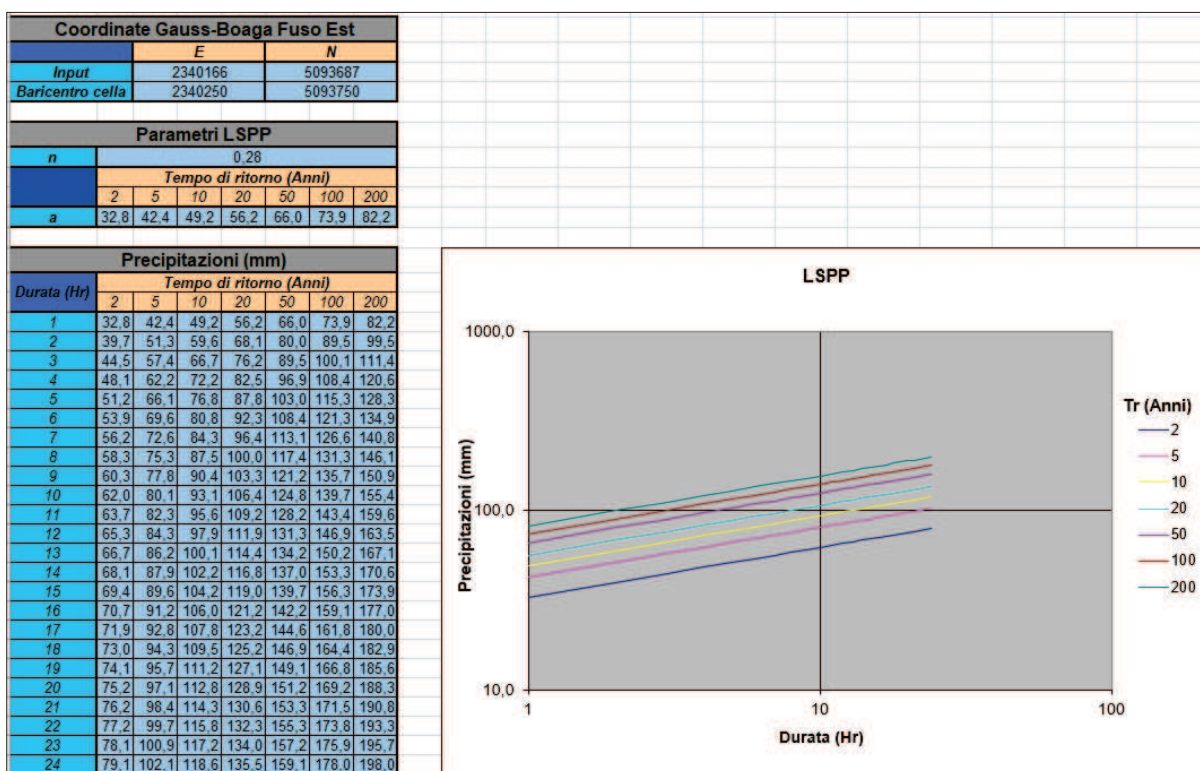 Coordinate Gauss-Boaga Fuso Est
E N
Input 2340166 5093687
Baricentro cella 2340250 5093750
Parametri LSPP
n 0,28
Tempo di ritorno (Anni)
2 5 10 20 50 100 200
a 32,8 42,4 49,2 56,2 66,0 73,9 82,2
Precipitazioni (mm)
Durata (Hr) Tempo di ritorno (Anni)
2 5 10 20 50 100 200
1 32,8 42,4 49,2 56,2 66,0 73,9 82,2
2 39,7 51,3 59,6 68,1 80,0 89,5 99,5
3 44,5 57,4 66,7 76,2 89,5 100,1 111,4
4 48,1 62,2 72,2 82,5 96,9 108,4 120,6
5 51,2 66,1 76,8 87,8 103,0 115,3 128,3
6 53,9 69,6 80,8 92,3 108,4 121,3 134,9
7 56,2 72,6 84,3 96,4 113,1 126,6 140,8
8 58,3 75,3 87,5 100,0 117,4 131,3 146,1
9 60,3 77,8 90,4 103,3 121,2 135,7 150,9
10 62,0 80,1 93,1 106,4 124,8 139,7 155,4
11 63,7 82,3 95,6 109,2 128,2 143,4 159,6
12 65,3 84,3 97,9 111,9 131,3 146,9 163,5
13 66,7 86,2 100,1 114,4 134,2 150,2 167,1
14 68,1 87,9 102,2 116,8 137,0 153,3 170,6
15 69,4 89,6 104,2 119,0 139,7 156,3 173,9
16 70,7 91,2 106,0 121,2 142,2 159,1 177,0
17 71,9 92,8 107,8 123,2 144,6 161,8 180,0
18 73,0 94,3 109,5 125,2 146,9 164,4 182,9
19 74,1 95,7 111,2 127,1 149,1 166,8 185,6
20 75,2 97,1 112,8 128,9 151,2 169,2 188,3
21 76,2 98,4 114,3 130,6 153,3 171,5 190,8
22 77,2 99,7 115,8 132,3 155,3 173,8 193,3
23 78,1 100,9 117,2 134,0 157,2 175,9 195,7
24 79,1 102,1 118,6 135,5 159,1 178,0 198,0
LSPP
Precipitazioni (mm)
1000,0
100,0
10,0
1 10 100
Durata (Hr)
Tr (Anni)
2
5
10
20
50
100
200